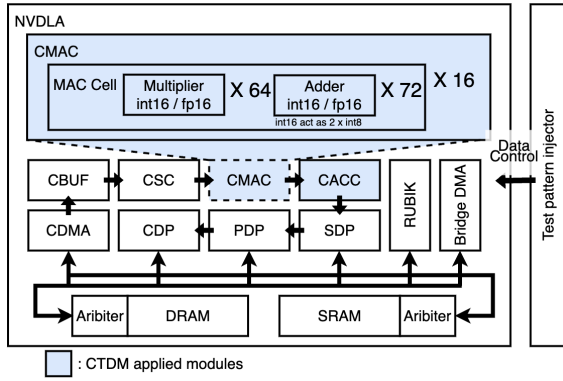 NVDLA
CMAC
MAC Cell
Multiplier
int16 / fp16
X 64
Adder
int16 / fp16
int16 act as 2 x int8
X 72
X 16
Data
Control
Test pattern injector
CBUF
CSC
CMAC
CACC
RUBIK
Bridge DMA
CDMA
CDP
PDP
SDP
Aribiter
DRAM
SRAM
Aribiter
: CTDM applied modules